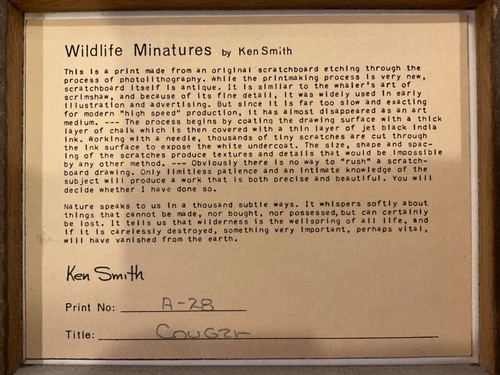 Wildlife Minatures by Ken Smith
This is a print made from an original scratchboard etching through the
process of photolithography. While the printmaking process is very new,
scratchboard itself is antique. It is similar to the whaler's art of
scrimshaw, and because of its fine detail, it was widely used in early
illustration and advertising. But since it is far too slow and exacting
for modern "high speed" production, it has almost disappeared as an art
medium. --- The process begins by coating the drawing surface with a thick
layer of chalk which is then covered with a thin layer of jet black India
ink. Working with a needle, thousands of tiny scratches are cut through
the ink surface to expose the white undercoat. The size, shape and spac-
ing of the scratches produce textures and details that would be impossible
by any other method. --- Obviously there is no way to "rush" a scratch-
board drawing. Only limitless patience and an intimate knowledge of the
subject will produce a work that is both precise and beautiful. You will
decide whether I have done so.
Nature speaks to us in a thousand subtle ways. It whispers softly about
things that cannot be made, nor bought, nor possessed, but can certainly
be lost. It tells us that wilderness is the wellspring of all life, and
if it is carelessly destroyed, something very important, perhaps vital,
will have vanished from the earth.
Ken Smith
Print No: A-28
Title: Cougar